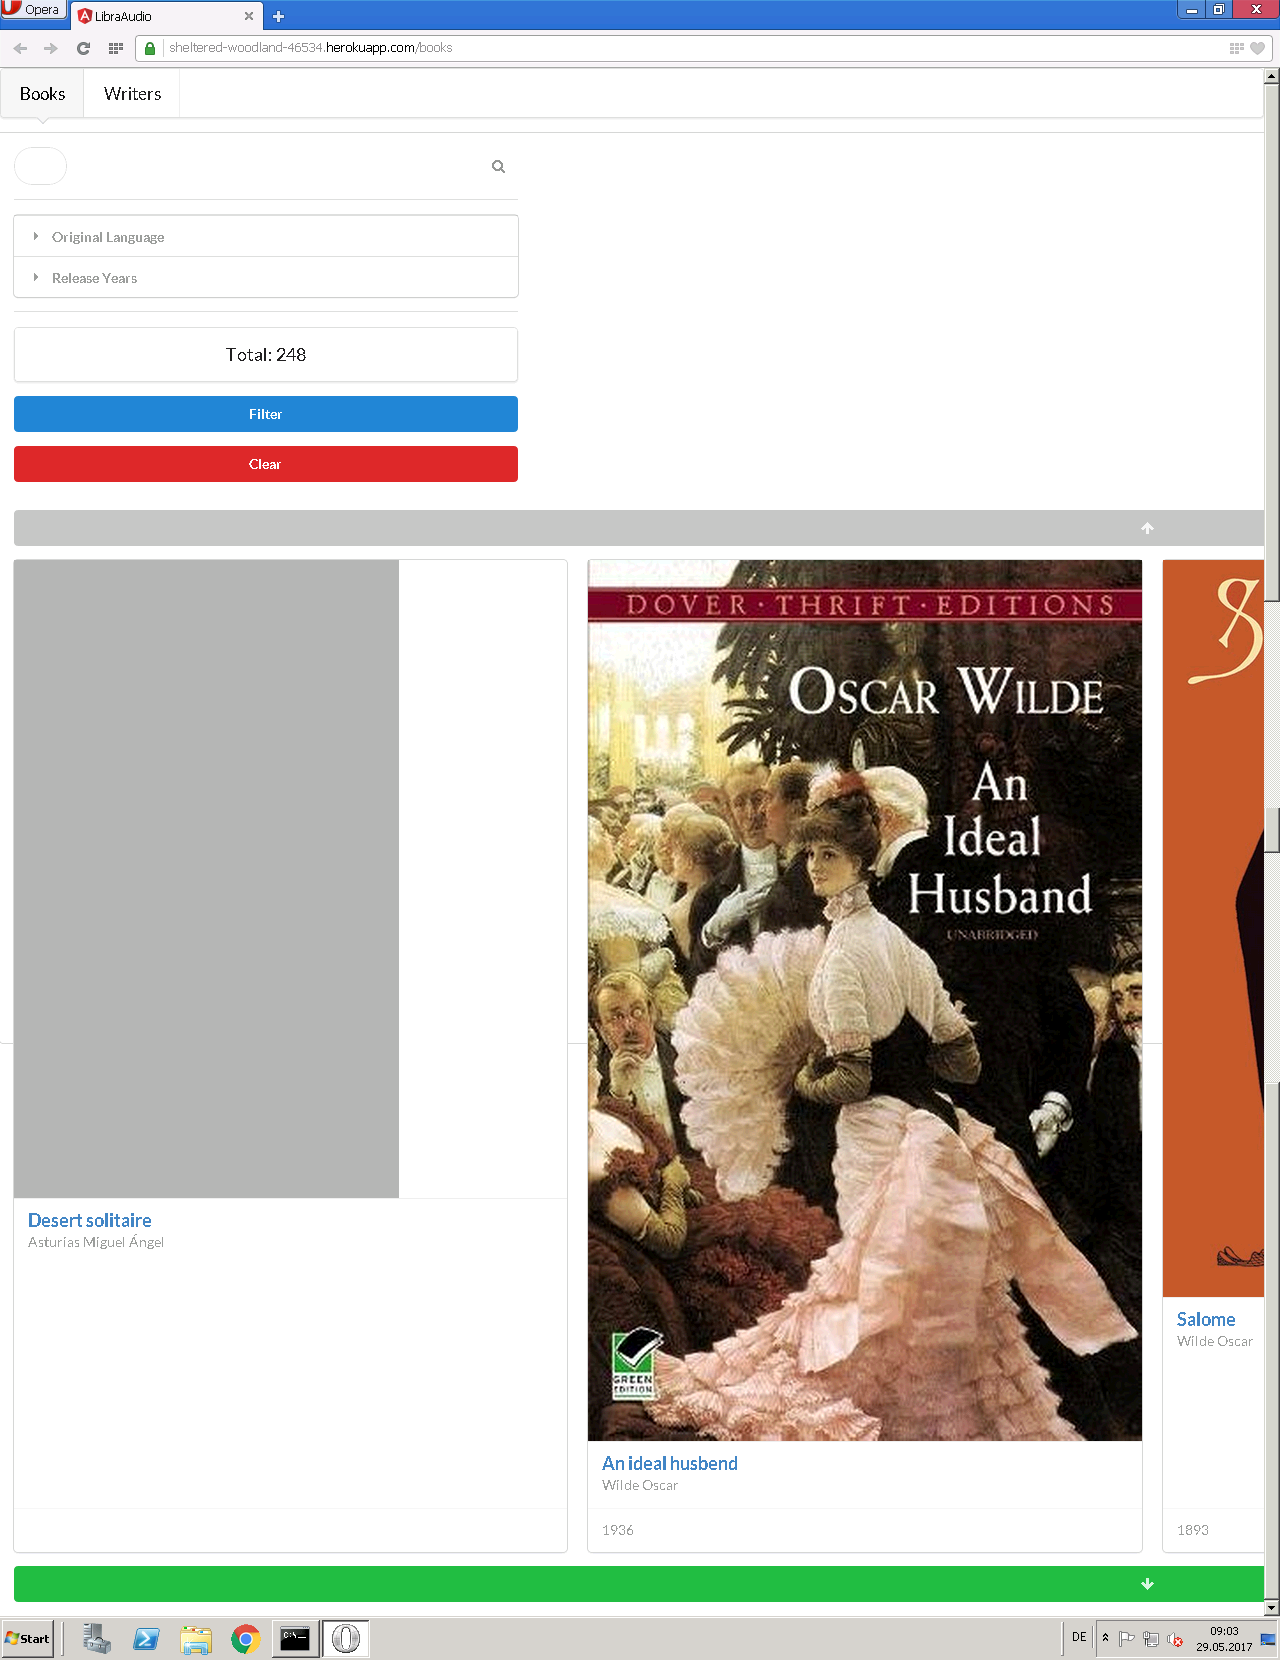 Opera
LibraAudio
sheltered-woodland-46534.herokuapp.com/books
Books
Writers
Original Language
Release Years
Total: 248
Filter
Clear
DOVER · THRIFT · EDITIONS
OSCAR WILDE
An
Ideal
Husband
UNABRIDGED
GREEN
EDITION
S
Desert solitaire
Asturias Miguel Ángel
An ideal husbend
Wilde Oscar
1936
Salome
Wilde Oscar
1893
Start
C:\
DE
09:03
29.05.2017